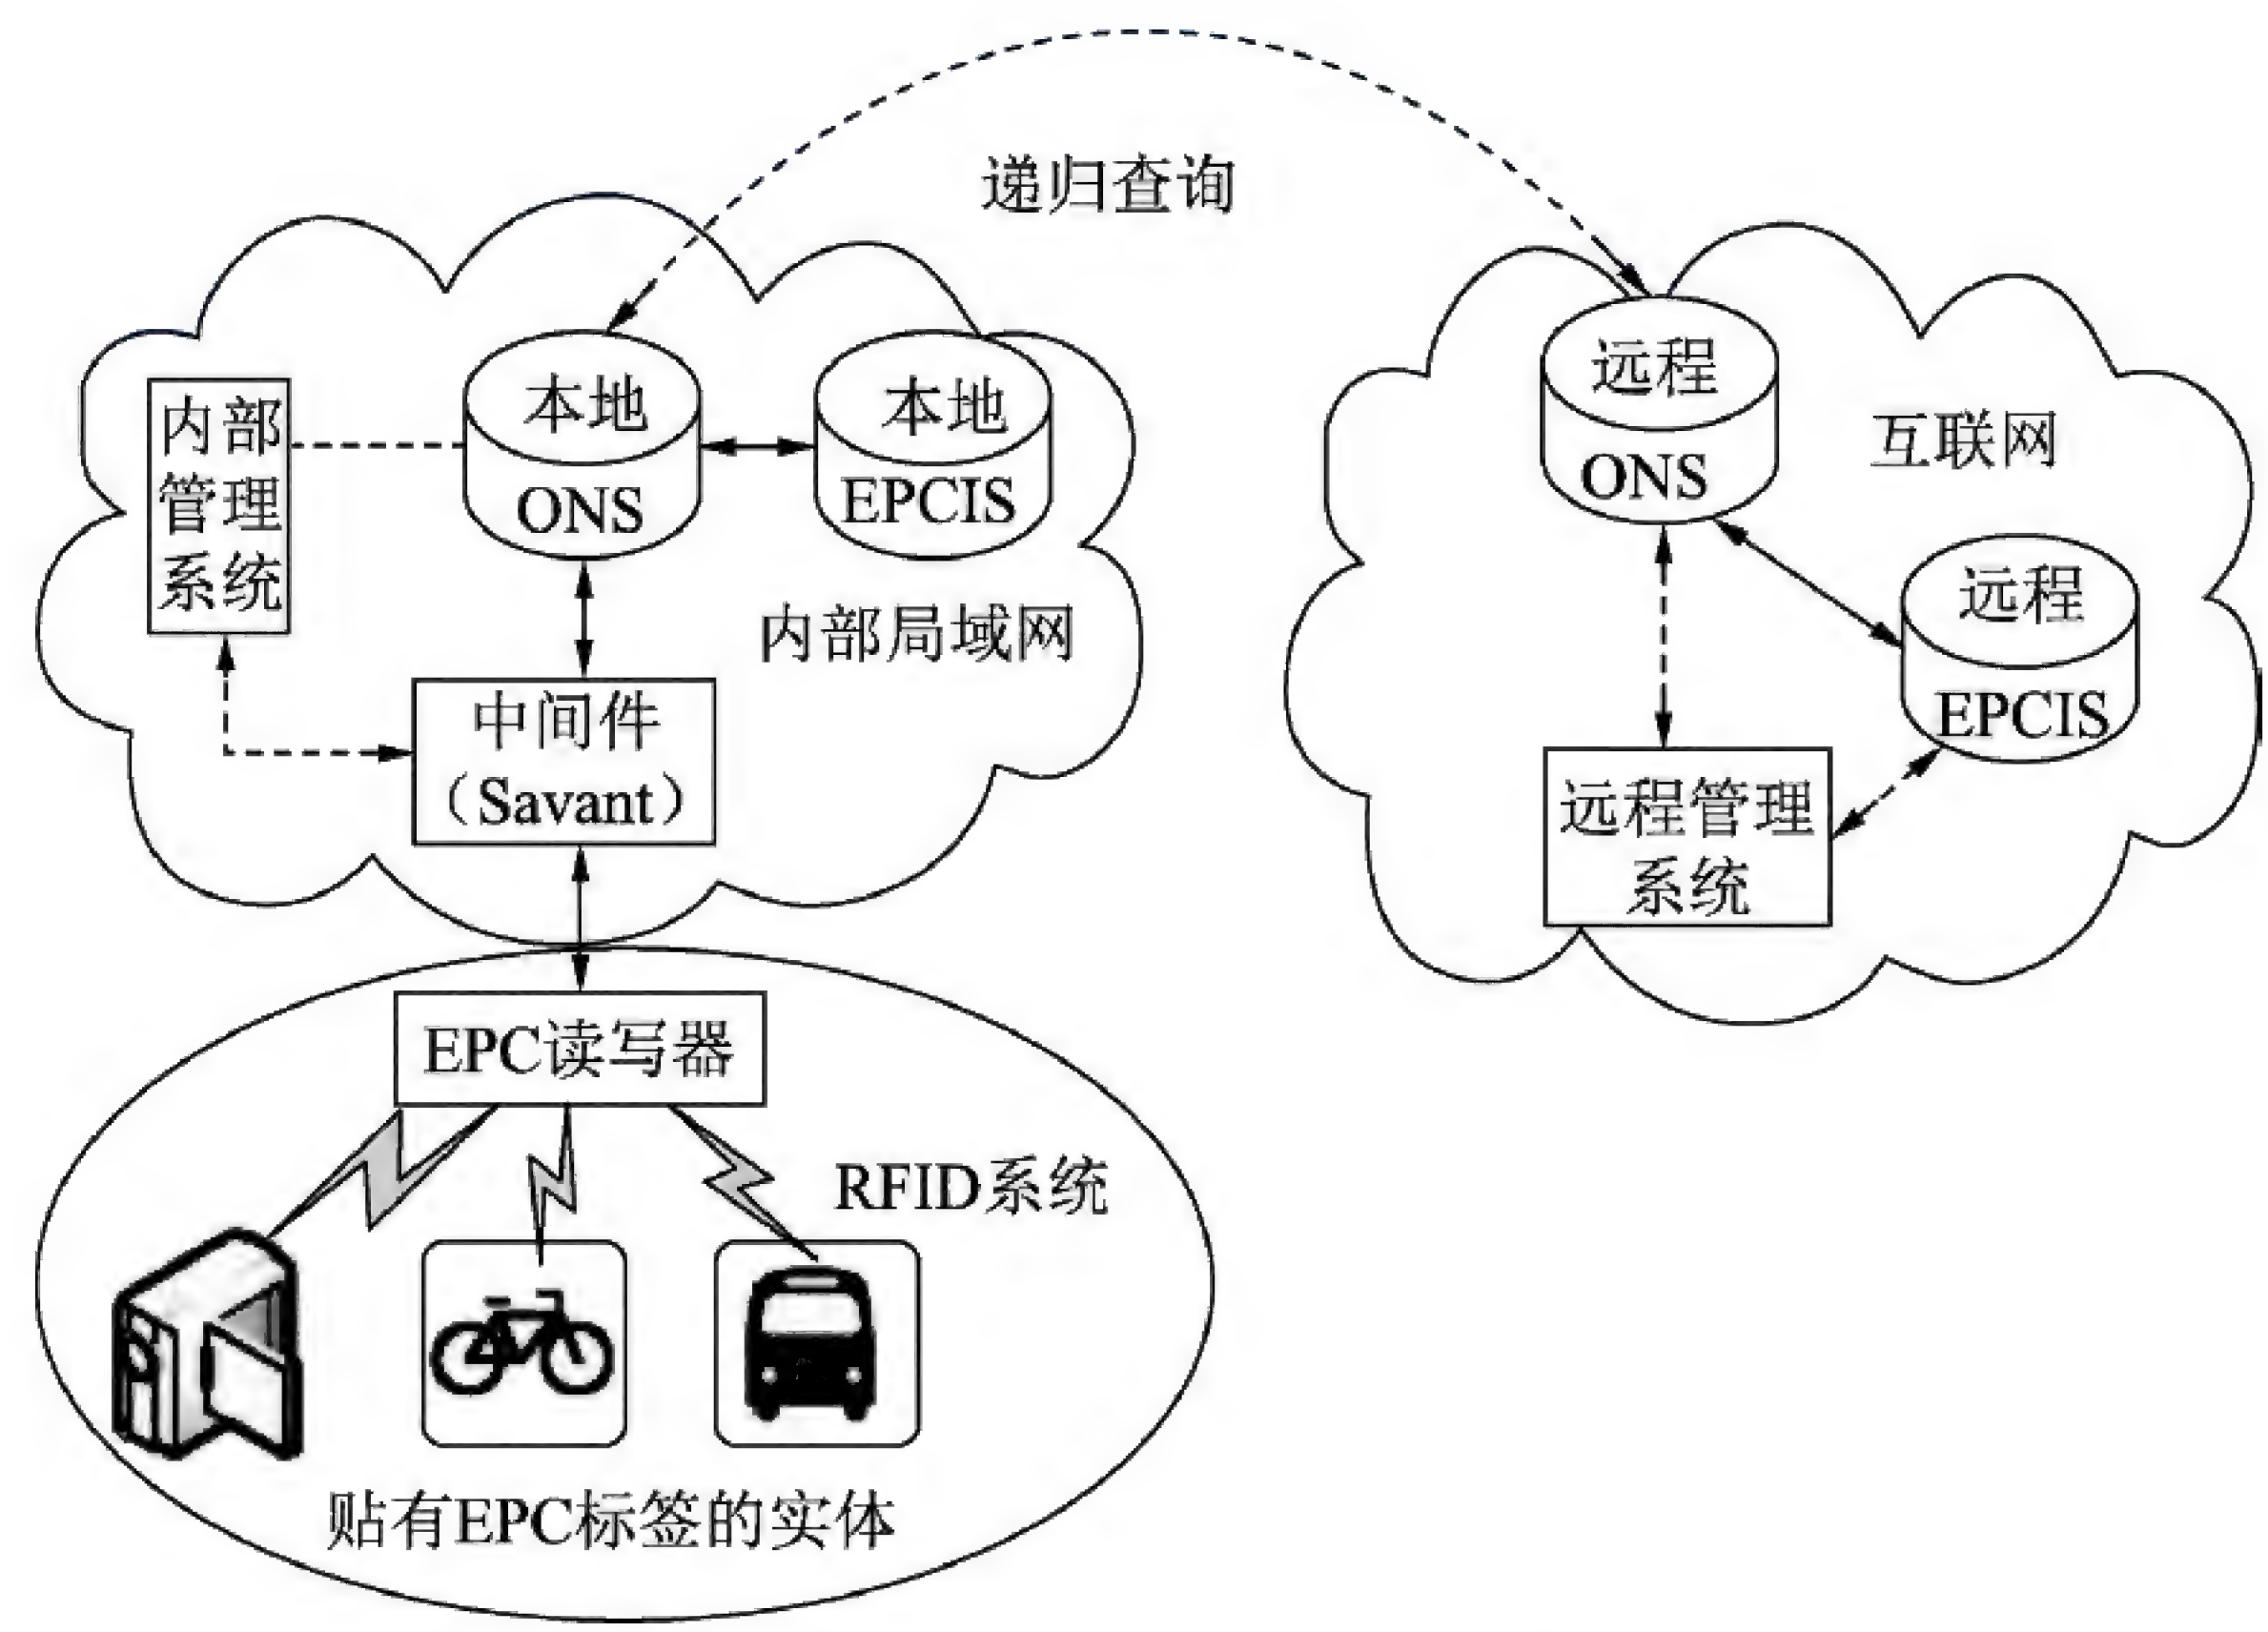 递归查询
内部
管理
系统
本地
ONS
本地
EPCIS
内部局域网
中间件
（Savant）
远程
ONS
互联网
远程
EPCIS
远程管理
系统
EPC读写器
RFID系统
贴有EPC标签的实体